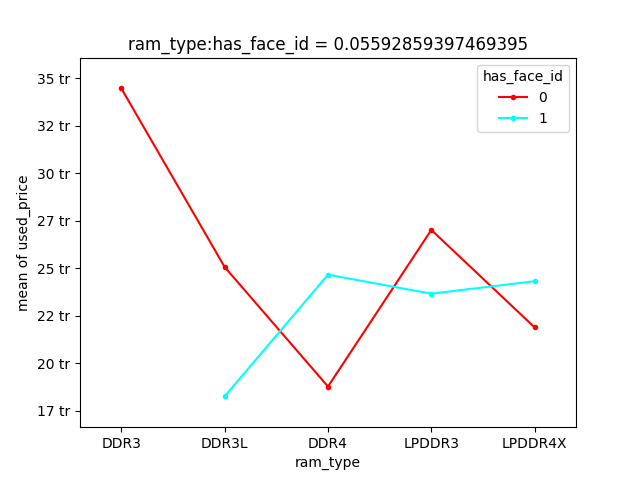 ram_type:has_face_id = 0.05592859397469395
has_face_id
0
1
35 tr
32 tr
30 tr
27 tr
25 tr
22 tr
20 tr
17 tr
mean of used_price
DDR3
DDR3L
DDR4
LPDDR3
LPDDR4X
ram_type